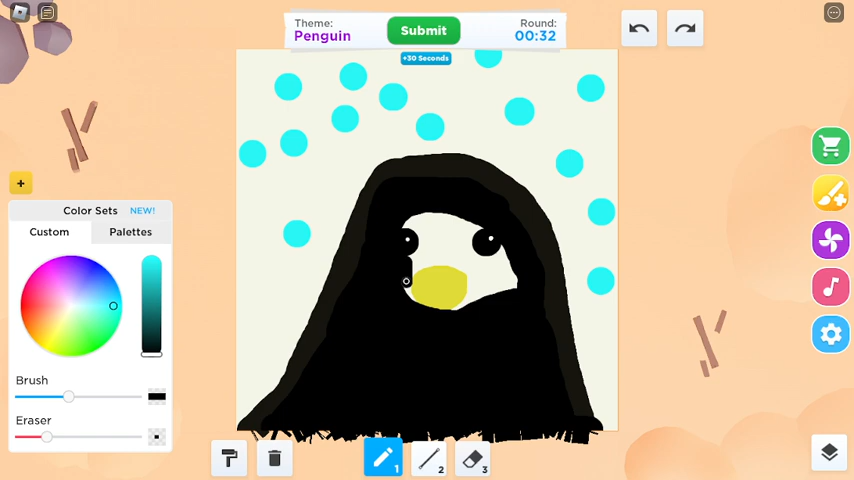 Theme:
Penguin
Submit
Round:
00:32
+30 Seconds
+
Color Sets
NEW!
Custom
Palettes
Brush
Eraser
1
2
3